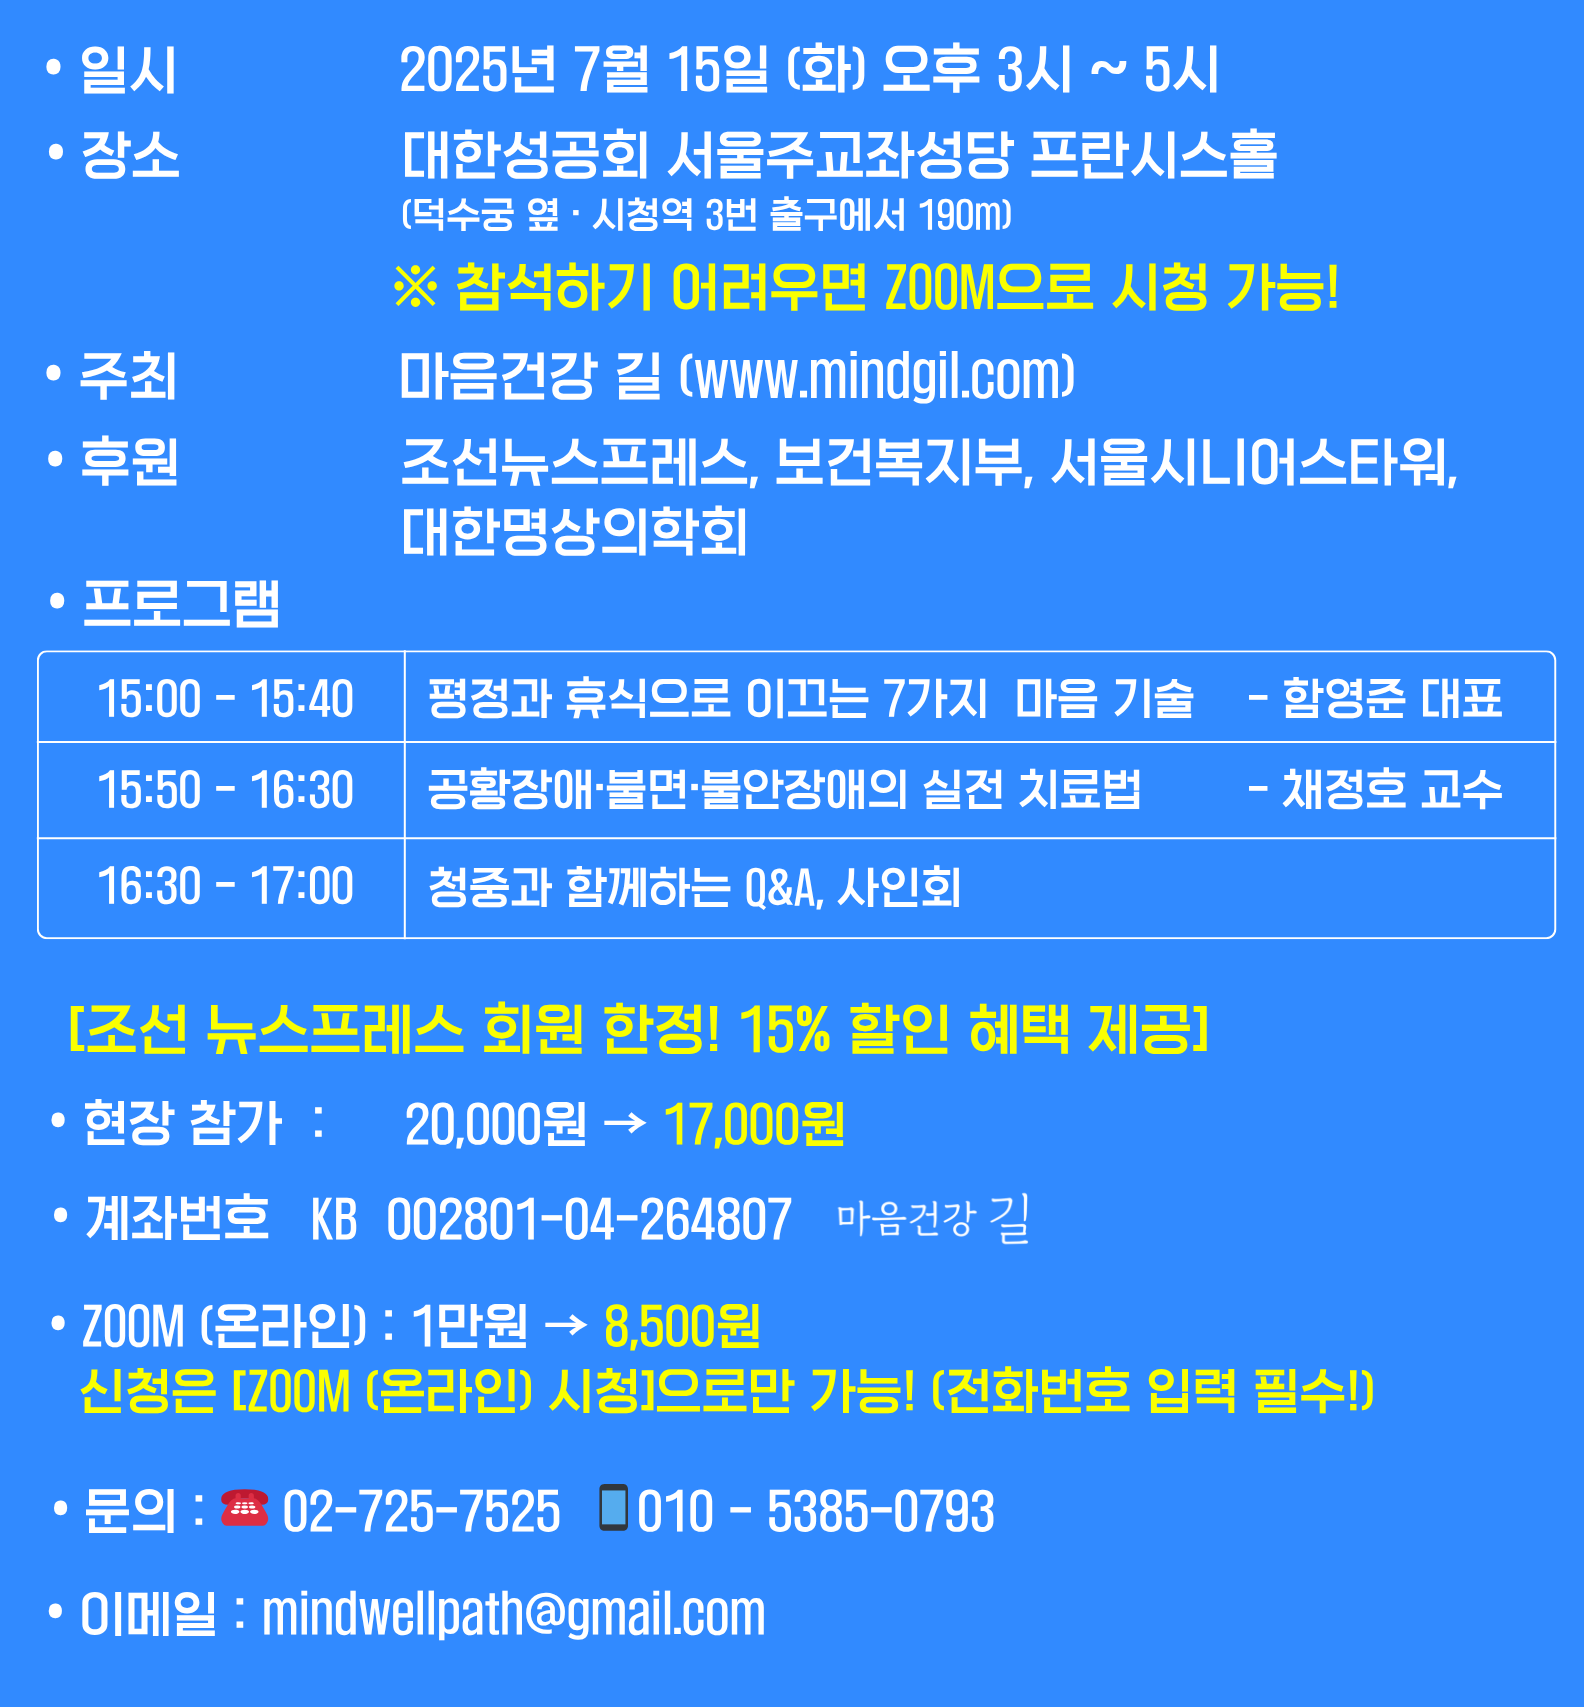 • 일시 2025년 7월 15일 (화) 오후 3시 ~ 5시
• 장소 대한성공회 서울주교좌성당 프란시스홀
(덕수궁 옆 · 시청역 3번 출구에서 190m)
※ 참석하기 어려우면 ZOOM으로 시청 가능!
• 주최 마음건강 길 (www.mindgil.com)
• 후원 조선뉴스프레스, 보건복지부, 서울시니어스타워,
대한명상의학회
• 프로그램
15:00 - 15:40 평정과 휴식으로 이끄는 7가지 마음 기술 - 함영준 대표
15:50 - 16:30 공황장애·불면·불안장애의 실전 치료법 - 채정호 교수
16:30 - 17:00 청중과 함께하는 Q&A, 사인회
[조선 뉴스프레스 회원 한정! 15% 할인 혜택 제공]
• 현장 참가 : 20,000원 → 17,000원
• 계좌번호 KB 002801-04-264807 마음건강 길
• ZOOM (온라인) : 1만원 → 8,500원
신청은 [ZOOM (온라인) 시청]으로만 가능! (전화번호 입력 필수!)
• 문의 : ☎ 02-725-7525 📱010 - 5385-0793
• 이메일 : mindwellpath@gmail.com